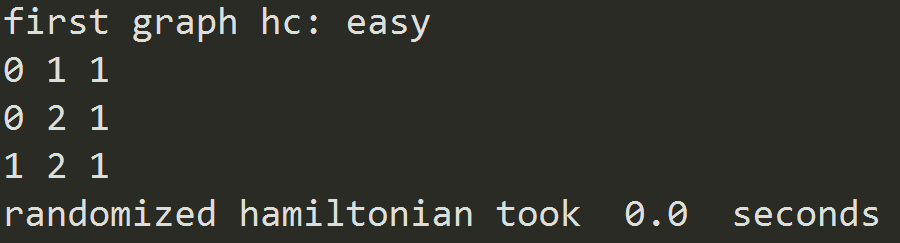 first graph hc: easy
0 1 1
0 2 1
1 2 1
randomized hamiltonian took  0.0  seconds